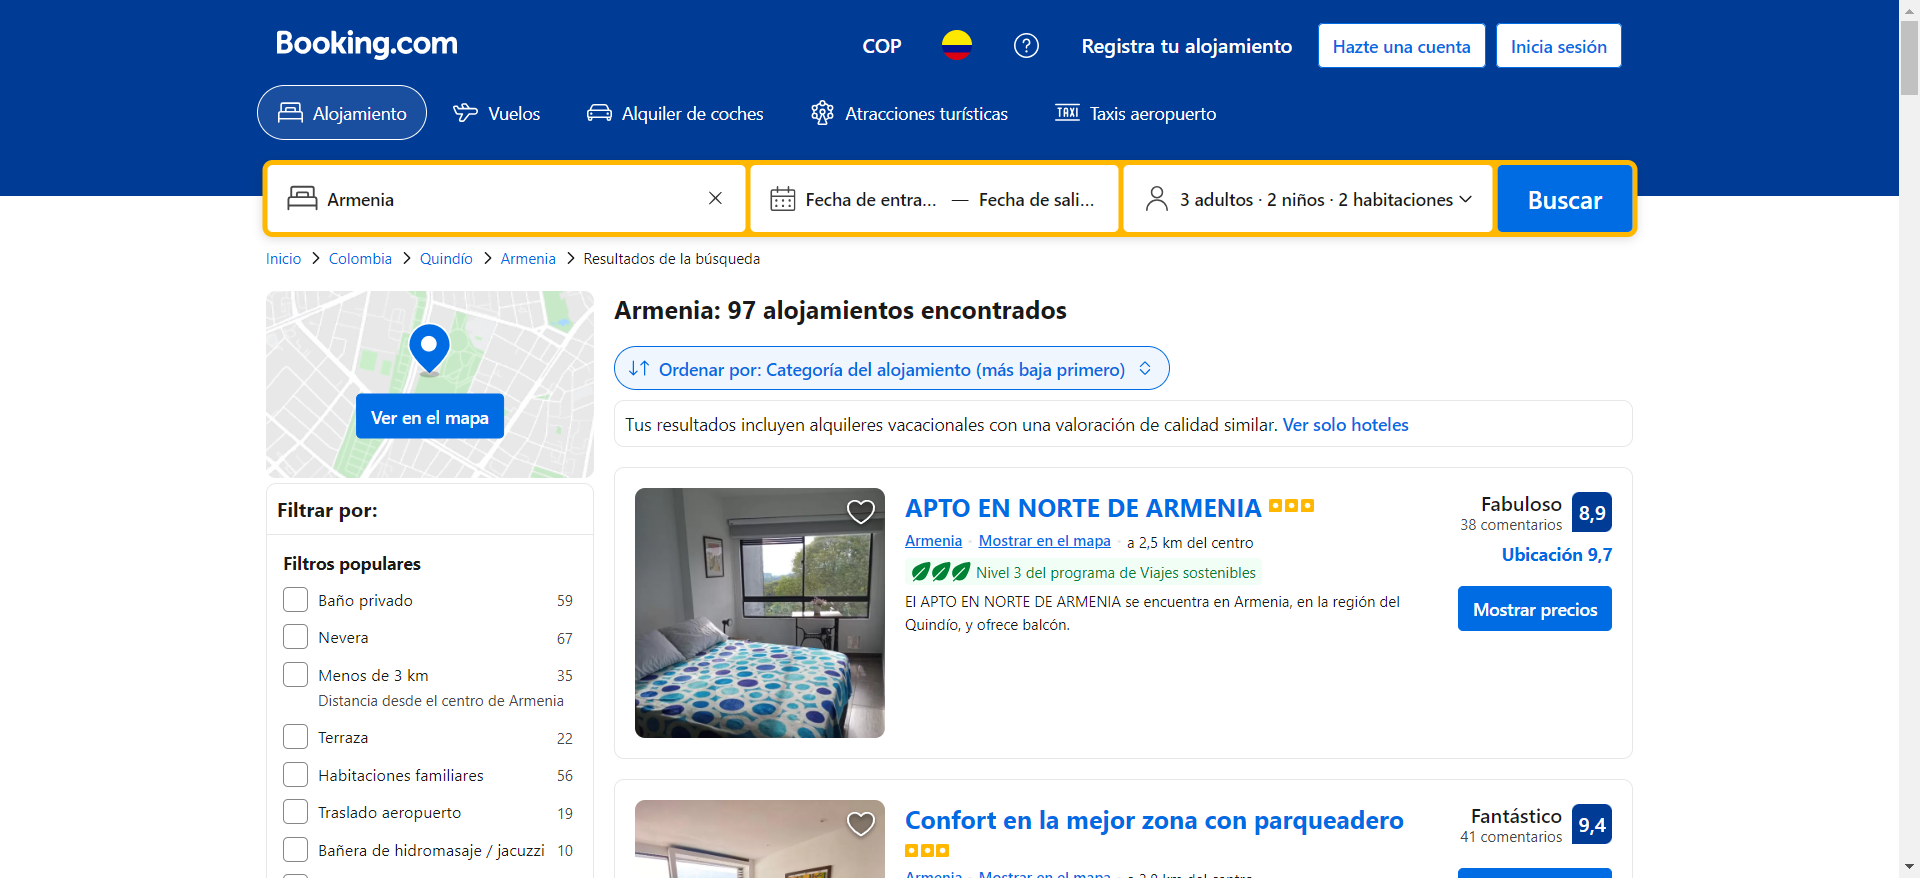 Booking.com
COP
Registra tu alojamiento
Hazte una cuenta
Inicia sesión
Alojamiento
Vuelos
Alquiler de coches
Atracciones turísticas
TAXI
Taxis aeropuerto
Armenia
Fecha de entra... — Fecha de sali...
3 adultos · 2 niños · 2 habitaciones
Buscar
Inicio > Colombia > Quindío > Armenia > Resultados de la búsqueda
Ver en el mapa
Filtrar por:
Filtros populares
Baño privado 59
Nevera 67
Menos de 3 km 35
Distancia desde el centro de Armenia
Terraza 22
Habitaciones familiares 56
Traslado aeropuerto 19
Bañera de hidromasaje / jacuzzi 10
Armenia: 97 alojamientos encontrados
Ordenar por: Categoría del alojamiento (más baja primero)
Tus resultados incluyen alquileres vacacionales con una valoración de calidad similar. Ver solo hoteles
APTO EN NORTE DE ARMENIA
Armenia · Mostrar en el mapa · a 2,5 km del centro
Nivel 3 del programa de Viajes sostenibles
El APTO EN NORTE DE ARMENIA se encuentra en Armenia, en la región del
Quindío, y ofrece balcón.
Fabuloso 8,9
38 comentarios
Ubicación 9,7
Mostrar precios
Confort en la mejor zona con parqueadero
Fantástico 9,4
41 comentarios
Armenia · Mostrar en el mapa